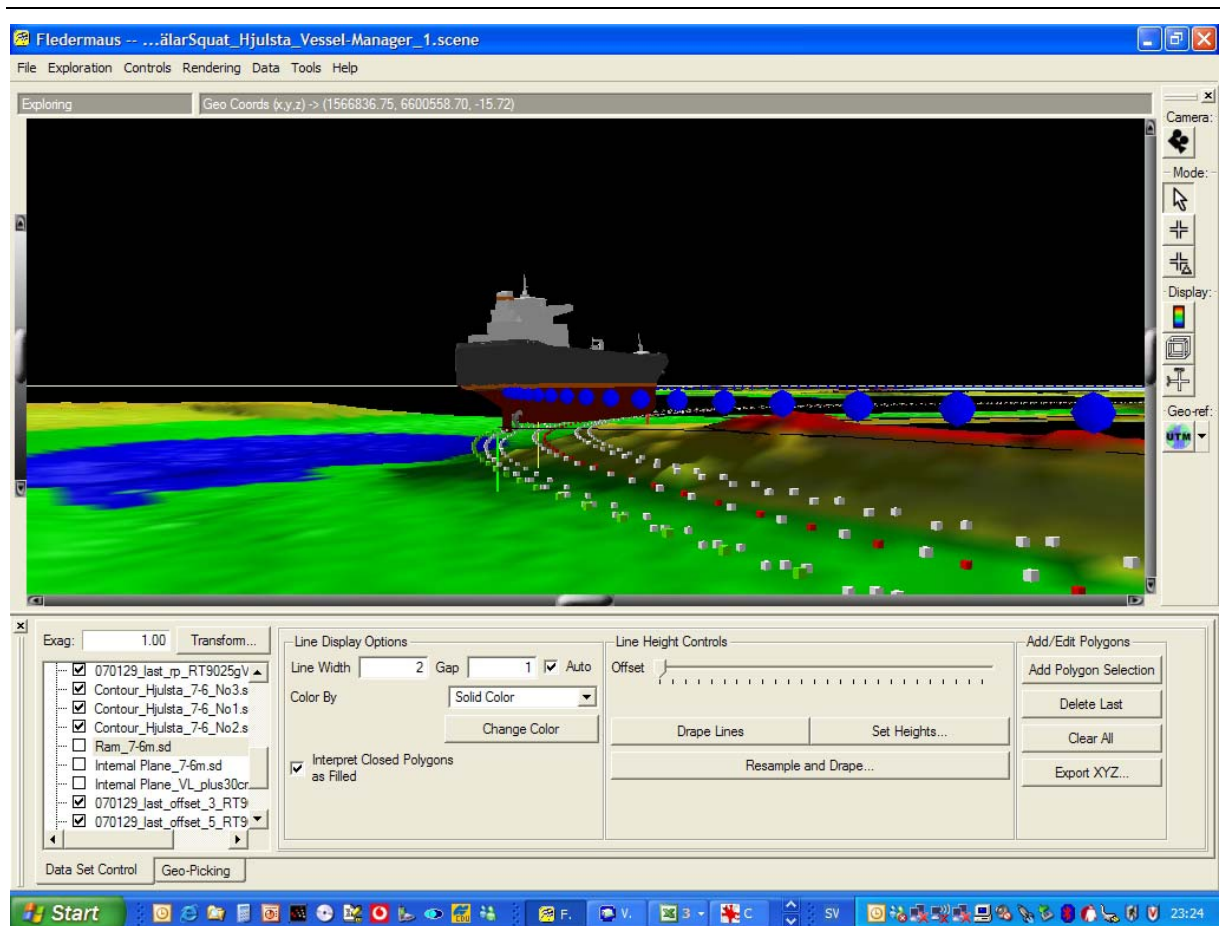 Fledermaus -- ...älarSquat_Hjulsta_Vessel-Manager_1.scene
File Exploration Controls Rendering Data Tools Help
Exploring
Geo Coords (x,y,z) -> (1566836.75, 6600558.70, -15.72)
Camera:
Mode:
Display:
Geo-ref:
UTM
Exag: 1.00 Transform...
070129_last_rp_RT9025gV
Contour_Hjulsta_7-6_No3.s
Contour_Hjulsta_7-6_No1.s
Contour_Hjulsta_7-6_No2.s
Ram_7-6m.sd
Internal Plane_7-6m.sd
Internal Plane_VL_plus30cr
070129_last_offset_3_RT9
070129_last_offset_5_RT9
Line Display Options
Line Width 2 Gap 1 Auto
Color By Solid Color
Change Color
Interpret Closed Polygons
as Filled
Line Height Controls
Offset
Drape Lines Set Heights...
Resample and Drape...
Add/Edit Polygons
Add Polygon Selection
Delete Last
Clear All
Export XYZ...
Data Set Control Geo-Picking
Start F. V. 3 C SV 23:24